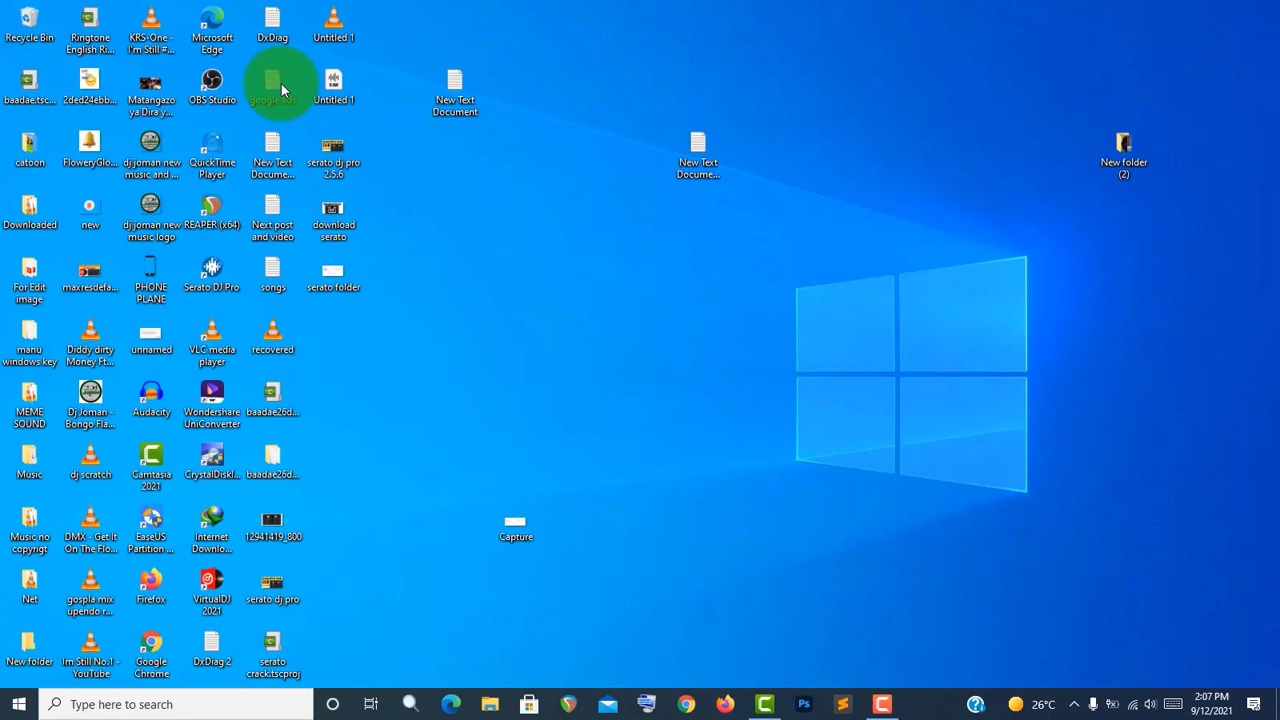 Recycle Bin
Ringtone
English Ri...
KRS-One -
I'm Still #...
Microsoft
Edge
DxDiag
Untitled 1
baadae.tsc...
2ded24ebb...
Matangazo
ya Dira y...
OBS Studio
google ads
Untitled 1
New Text
Document
catoon
FloweryGlo...
dj joman new
music and ...
QuickTime
Player
New Text
Docume...
serato dj pro
2.5.6
New Text
Docume...
New folder
(2)
Downloaded
new
dj joman new
music logo
REAPER (x64)
Next post
and video
download
serato
For Edit
image
maxresdefa...
PHONE
PLANE
Serato DJ Pro
songs
serato folder
manu
windows key
Diddy dirty
Money Ft...
unnamed
VLC media
player
recovered
MEME
SOUND
Dj Joman -
Bongo Fla...
Audacity
Wondershare
UniConverter
baadae26d...
Music
dj scratch
Camtasia
2021
CrystalDiskI...
baadae26d...
Music no
copyrigt
DMX - Get It
On The Flo...
EaseUS
Partition ...
Internet
Downlo...
12941419_800
Capture
Net
gospla mix
upendo r...
Firefox
VirtualDJ
2021
serato dj pro
New folder
Im Still No.1 -
YouTube
Google
Chrome
DxDiag 2
serato
crack.tscproj
Type here to search
Ps
26°C
2:07 PM
9/12/2021